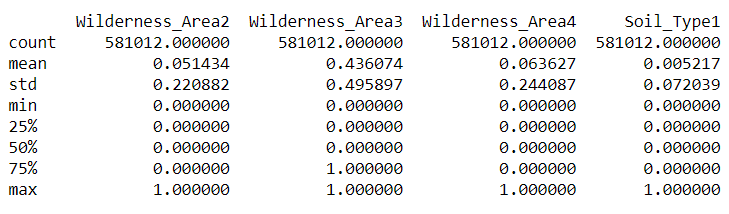 Wilderness_Area2 Wilderness_Area3 Wilderness_Area4 Soil_Type1
count 581012.000000 581012.000000 581012.000000 581012.000000
mean 0.051434 0.436074 0.063627 0.005217
std 0.220882 0.495897 0.244087 0.072039
min 0.000000 0.000000 0.000000 0.000000
25% 0.000000 0.000000 0.000000 0.000000
50% 0.000000 0.000000 0.000000 0.000000
75% 0.000000 1.000000 0.000000 0.000000
max 1.000000 1.000000 1.000000 1.000000